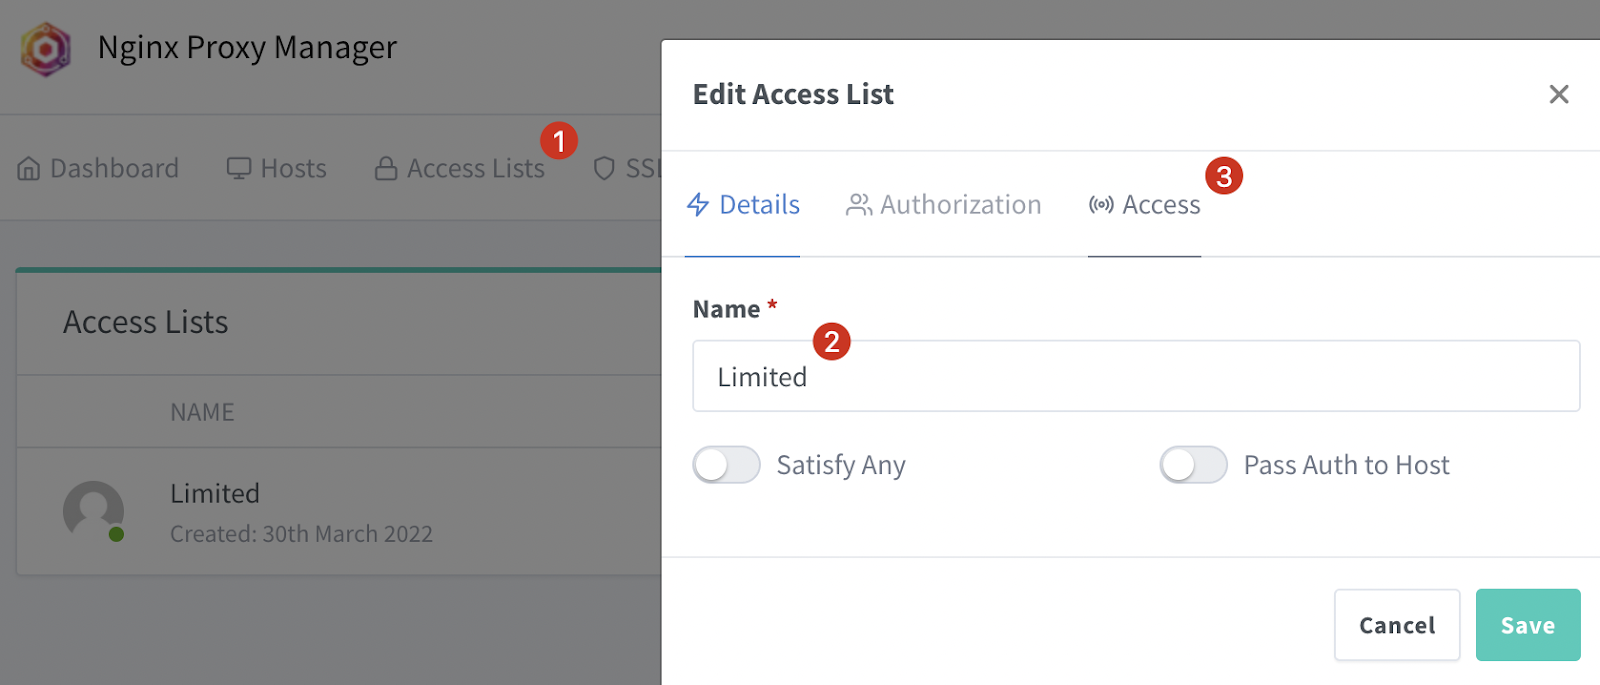 Nginx Proxy Manager
Edit Access List
1
Dashboard Hosts Access Lists SSL
3
Details Authorization Access
Access Lists
Name *
2
Limited
NAME
Satisfy Any Pass Auth to Host
Limited
Created: 30th March 2022
Cancel Save